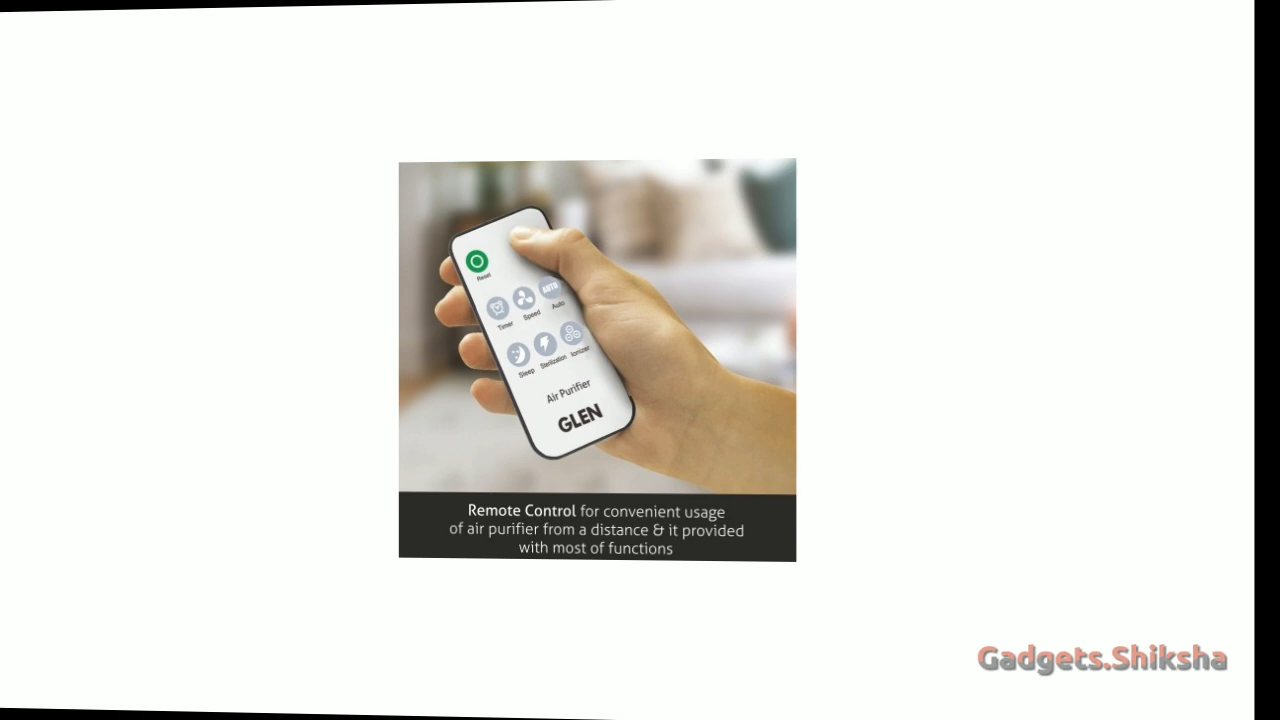 Reset
Timer
Speed
AUTO
Auto
Sleep
Sterilization
Ionizer
Air Purifier
GLEN
Remote Control for convenient usage
of air purifier from a distance & it provided
with most of functions
Gadgets.Shiksha